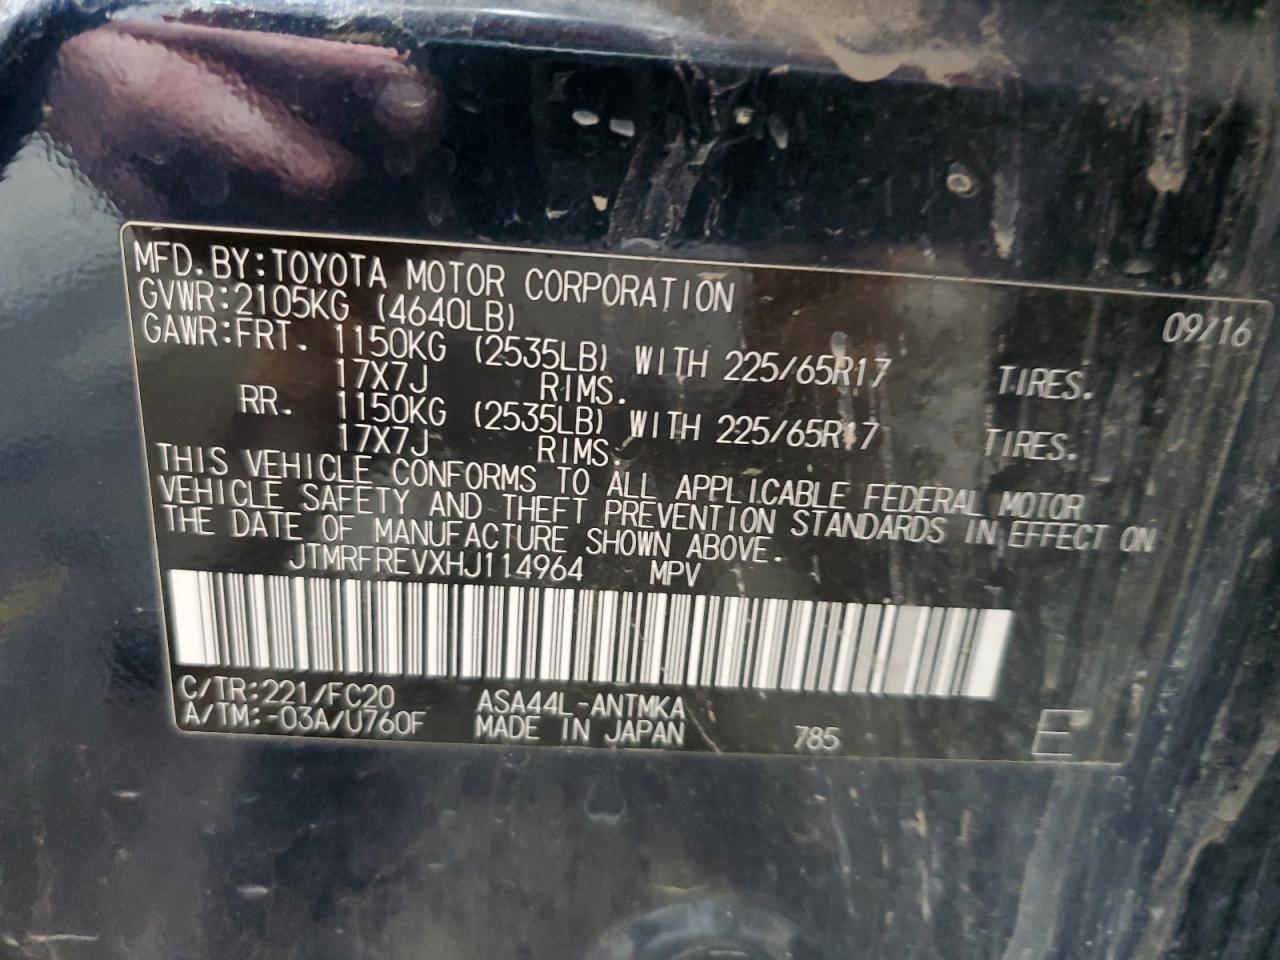 MFD. BY:TOYOTA MOTOR CORPORATION 09/16
GVWR:2105KG (4640LB)
GAWR:FRT. 1150KG (2535LB) WITH 225/65R17 TIRES.
17X7J RIMS.
RR. 1150KG (2535LB) WITH 225/65R17 TIRES.
17X7J RIMS.
THIS VEHICLE CONFORMS TO ALL APPLICABLE FEDERAL MOTOR
VEHICLE SAFETY AND THEFT PREVENTION STANDARDS IN EFFECT ON
THE DATE OF MANUFACTURE SHOWN ABOVE.
JTMRFREVXHJ114964 MPV
C/TR:221/FC20 ASA44L-ANTMKA
A/TM:-03A/U760F MADE IN JAPAN 785 E